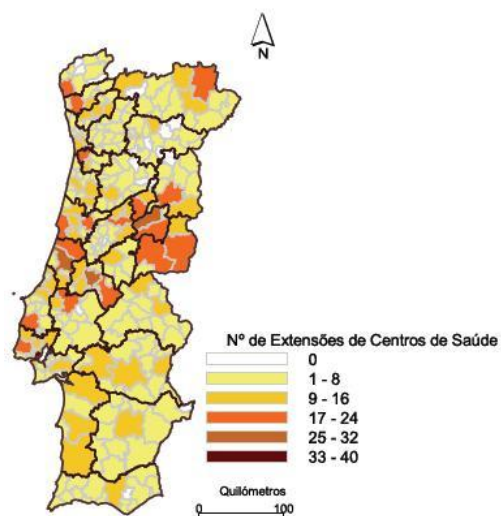 N
Nº de Extensões de Centros de Saúde
0
1 - 8
9 - 16
17 - 24
25 - 32
33 - 40
Quilómetros
0 100